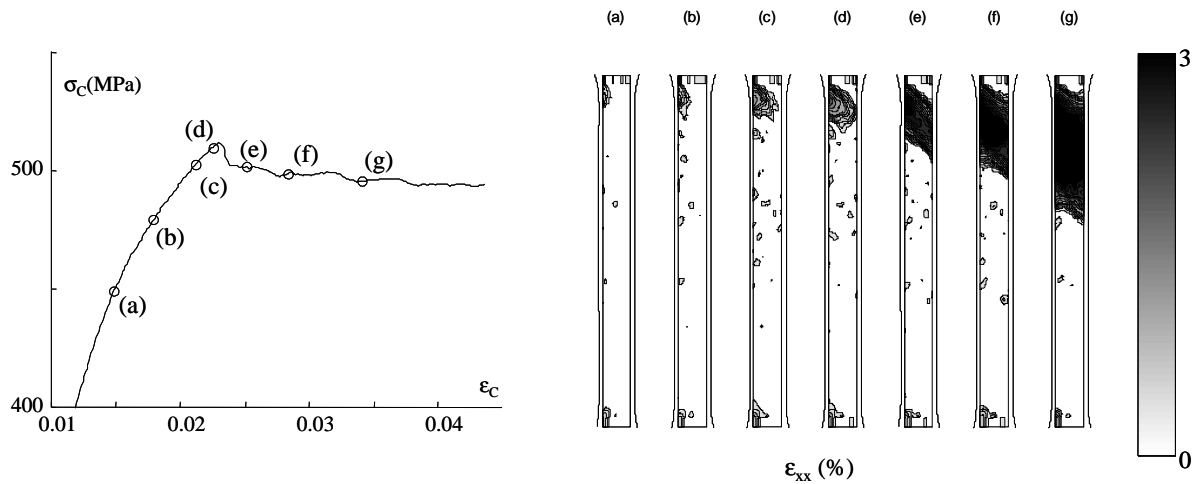 (a) (b) (c) (d) (e) (f) (g)
3
σC(MPa)
(d)
(e) (f) (g)
500
(c)
(b)
(a)
εC
400
0.01 0.02 0.03 0.04
0
εxx (%)